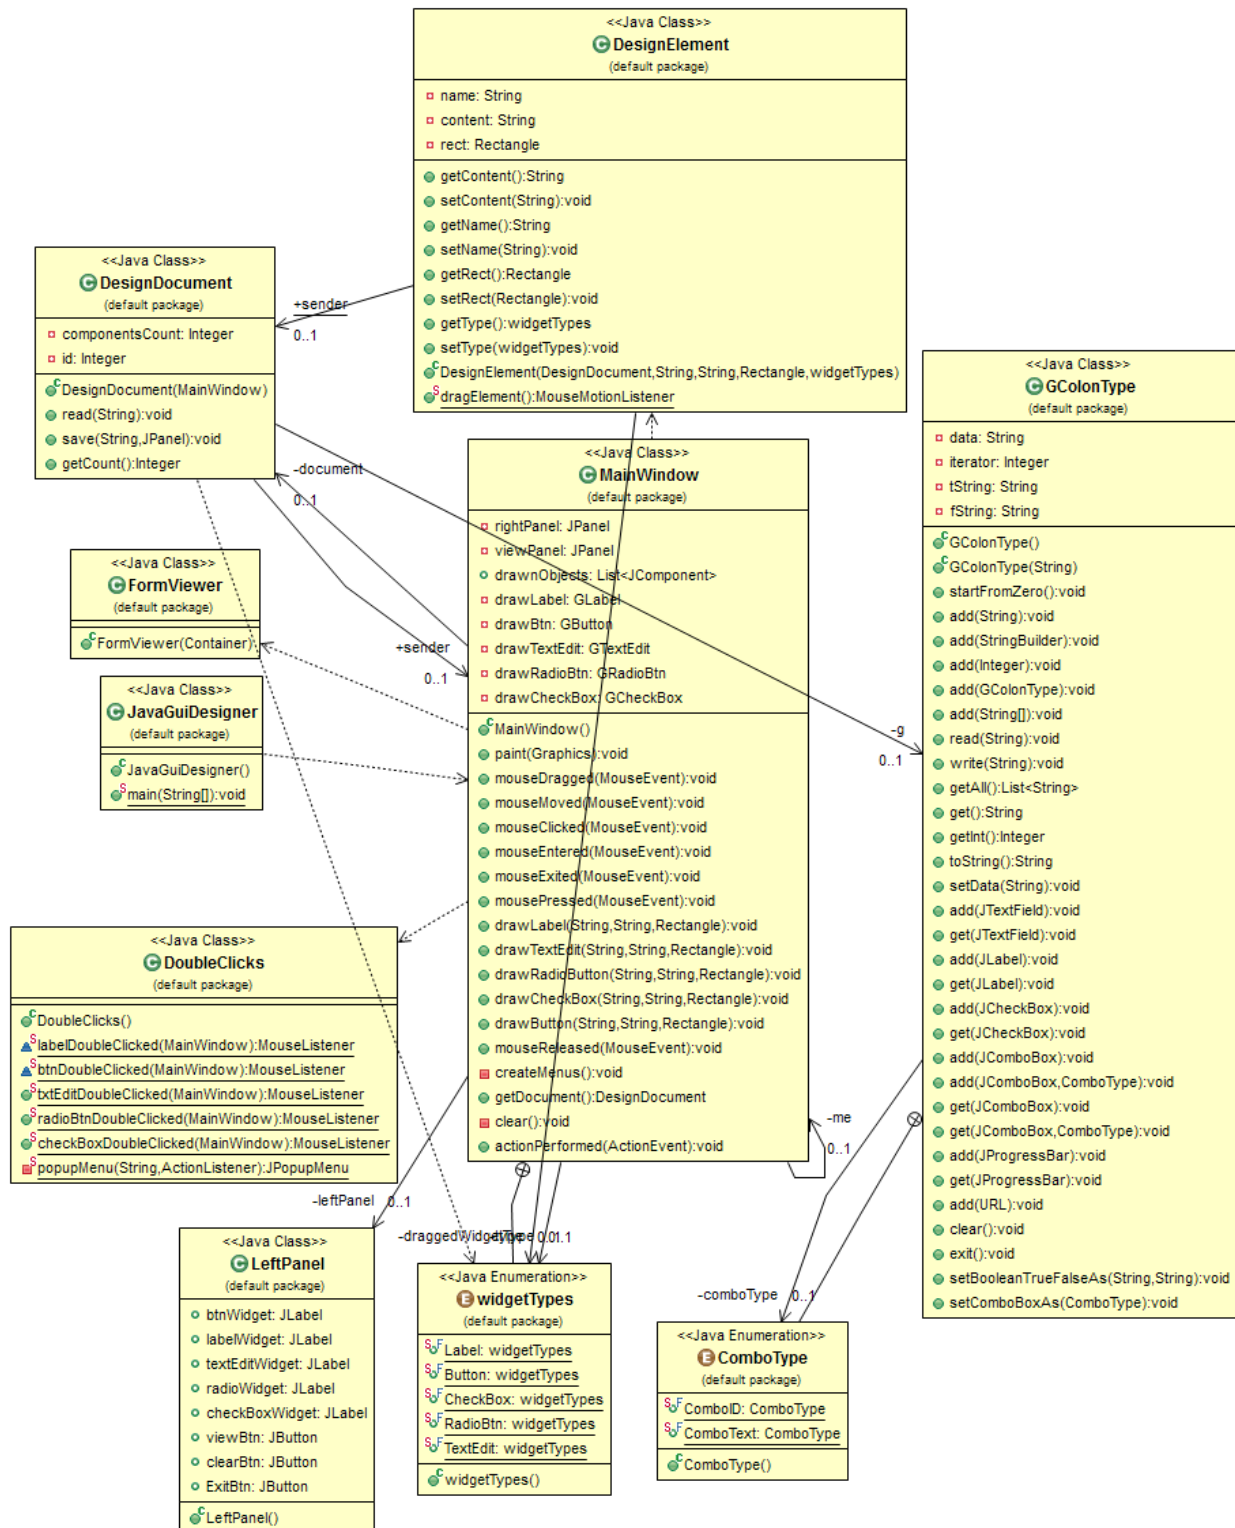 <<Java Class>>
DesignElement
(default package)
name: String
content: String
rect: Rectangle
getContent():String
setContent(String):void
getName():String
setName(String):void
getRect():Rectangle
setRect(Rectangle):void
getType():widgetTypes
setType(widgetTypes):void
DesignElement(DesignDocument,String,String,Rectangle,widgetTypes)
dragElement():MouseMotionListener
<<Java Class>>
DesignDocument
(default package)
componentsCount: Integer
id: Integer
DesignDocument(MainWindow)
read(String):void
save(String,JPanel):void
getCount():Integer
+sender
0..1
-document
0..1
+sender
0..1
<<Java Class>>
FormViewer
(default package)
FormViewer(Container)
<<Java Class>>
JavaGuiDesigner
(default package)
JavaGuiDesigner()
main(String[]):void
<<Java Class>>
MainWindow
(default package)
rightPanel: JPanel
viewPanel: JPanel
drawnObjects: List<JComponent>
drawLabel: GLabel
drawBtn: GButton
drawTextEdit: GTextEdit
drawRadioBtn: GRadioBtn
drawCheckBox: GCheckBox
MainWindow()
paint(Graphics):void
mouseDragged(MouseEvent):void
mouseMoved(MouseEvent):void
mouseClicked(MouseEvent):void
mouseEntered(MouseEvent):void
mouseExited(MouseEvent):void
mousePressed(MouseEvent):void
drawLabel(String,String,Rectangle):void
drawTextEdit(String,String,Rectangle):void
drawRadioButton(String,String,Rectangle):void
drawCheckBox(String,String,Rectangle):void
drawButton(String,String,Rectangle):void
mouseReleased(MouseEvent):void
createMenus():void
getDocument():DesignDocument
clear():void
actionPerformed(ActionEvent):void
-me
0..1
-g
0..1
<<Java Class>>
GColonType
(default package)
data: String
iterator: Integer
tString: String
fString: String
GColonType()
GColonType(String)
startFromZero():void
add(String):void
add(StringBuilder):void
add(Integer):void
add(GColonType):void
add(String[]):void
read(String):void
write(String):void
getAll():List<String>
get():String
getInt():Integer
toString():String
setData(String):void
add(JTextField):void
get(JTextField):void
add(JLabel):void
get(JLabel):void
add(JCheckBox):void
get(JCheckBox):void
add(JComboBox):void
add(JComboBox,ComboType):void
get(JComboBox):void
get(JComboBox,ComboType):void
add(JProgressBar):void
get(JProgressBar):void
add(URL):void
clear():void
exit():void
setBooleanTrueFalseAs(String,String):void
setComboBoxAs(ComboType):void
<<Java Class>>
DoubleClicks
(default package)
DoubleClicks()
labelDoubleClicked(MainWindow):MouseListener
btnDoubleClicked(MainWindow):MouseListener
txtEditDoubleClicked(MainWindow):MouseListener
radioBtnDoubleClicked(MainWindow):MouseListener
checkBoxDoubleClicked(MainWindow):MouseListener
popupMenu(String,ActionListener):JPopupMenu
-leftPanel
0..1
<<Java Class>>
LeftPanel
(default package)
btnWidget: JLabel
labelWidget: JLabel
textEditWidget: JLabel
radioWidget: JLabel
checkBoxWidget: JLabel
viewBtn: JButton
clearBtn: JButton
ExitBtn: JButton
LeftPanel()
-draggedWidgetType
<<Java Enumeration>>
widgetTypes
(default package)
Label: widgetTypes
Button: widgetTypes
CheckBox: widgetTypes
RadioBtn: widgetTypes
TextEdit: widgetTypes
widgetTypes()
-comboType
0..1
<<Java Enumeration>>
ComboType
(default package)
ComboID: ComboType
ComboText: ComboType
ComboType()